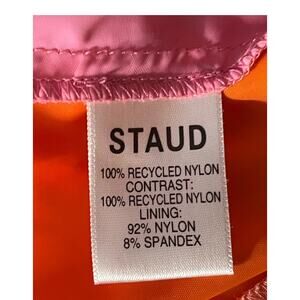 STAUD
100% RECYCLED NYLON
CONTRAST:
100% RECYCLED NYLON
LINING:
92% NYLON
8% SPANDEX